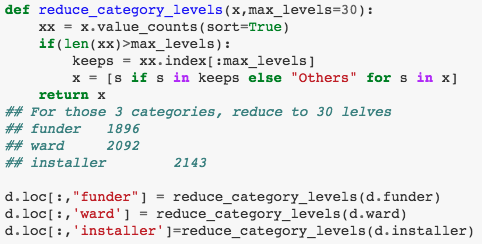 def reduce_category_levels(x,max_levels=30):
    xx = x.value_counts(sort=True)
    if(len(xx)>max_levels):
        keeps = xx.index[:max_levels]
        x = [s if s in keeps else "Others" for s in x]
    return x
## For those 3 categories, reduce to 30 lelves
## funder   1896
## ward     2092
## installer        2143

d.loc[:,"funder"] = reduce_category_levels(d.funder)
d.loc[:,'ward'] = reduce_category_levels(d.ward)
d.loc[:,'installer']=reduce_category_levels(d.installer)